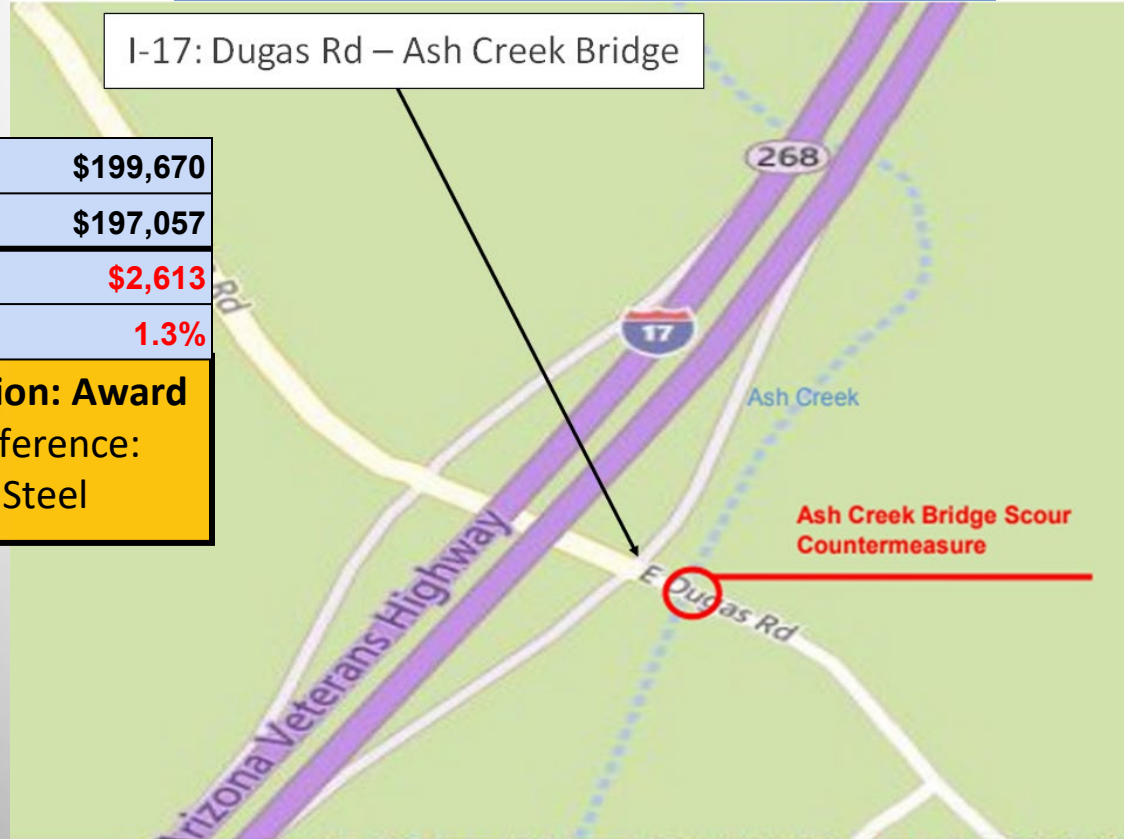 I-17: Dugas Rd – Ash Creek Bridge
$199,670
$197,057
$2,613
1.3%
ion: Award
ference:
Steel
Rd
268
17
Ash Creek
Ash Creek Bridge Scour
Countermeasure
E Dugas Rd
Arizona Veterans Highway